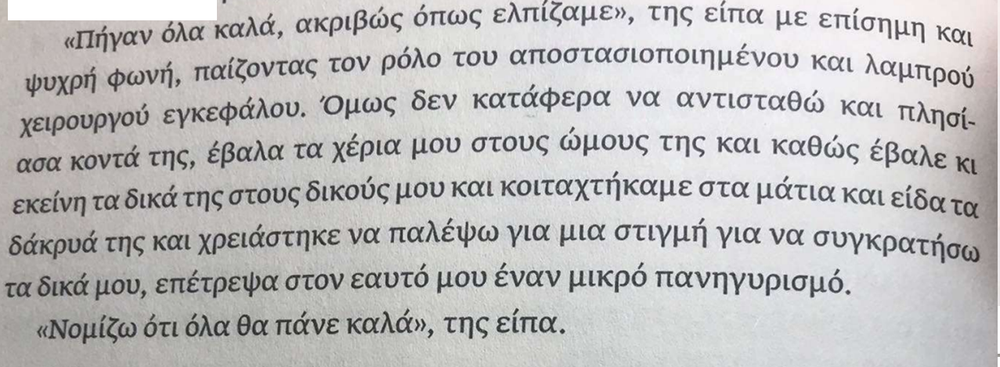 «Πήγαν όλα καλά, ακριβώς όπως ελπίζαμε», της είπα με επίσημη και
ψυχρή φωνή, παίζοντας τον ρόλο του αποστασιοποιημένου και λαμπρού
χειρουργού εγκεφάλου. Όμως δεν κατάφερα να αντισταθώ και πλησί-
ασα κοντά της, έβαλα τα χέρια μου στους ώμους της και καθώς έβαλε κι
εκείνη τα δικά της στους δικούς μου και κοιταχτήκαμε στα μάτια και είδα τα
δάκρυά της και χρειάστηκε να παλέψω για μια στιγμή για να συγκρατήσω
τα δικά μου, επέτρεψα στον εαυτό μου έναν μικρό πανηγυρισμό.
«Νομίζω ότι όλα θα πάνε καλά», της είπα.